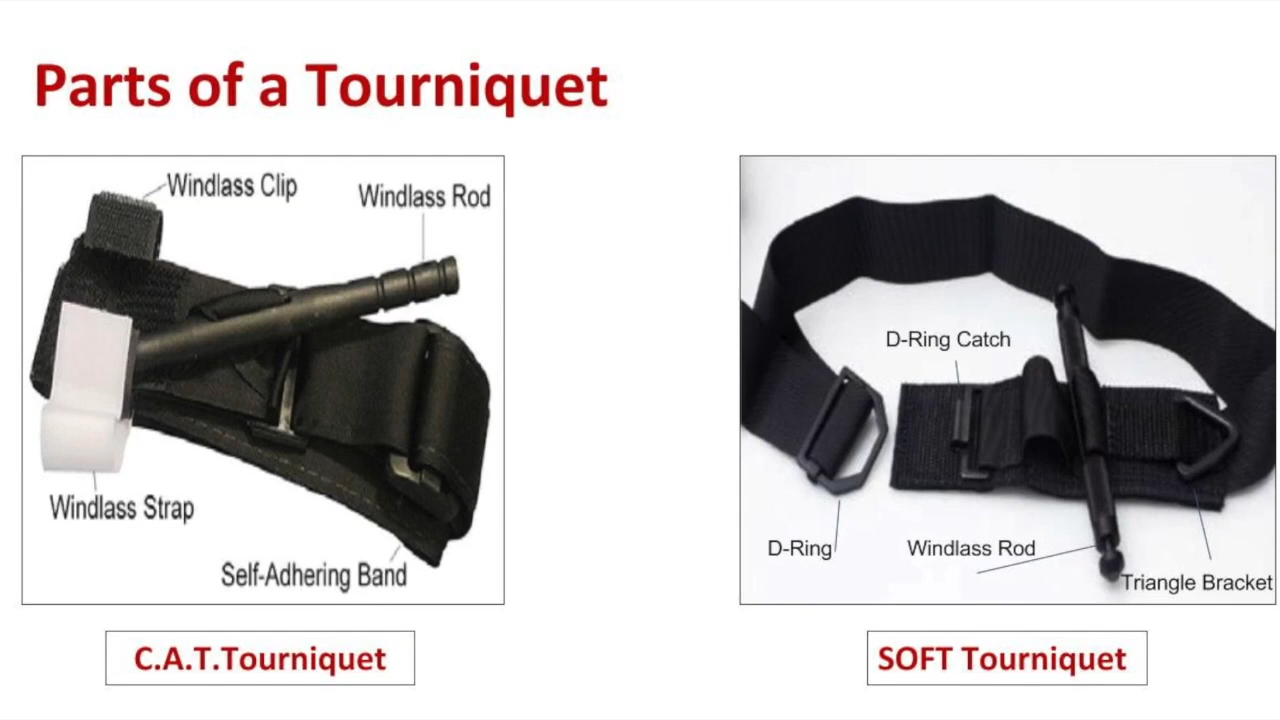 Parts of a Tourniquet
Windlass Clip
Windlass Rod
Windlass Strap
Self-Adhering Band
C.A.T.Tourniquet
D-Ring Catch
D-Ring
Windlass Rod
Triangle Bracket
SOFT Tourniquet